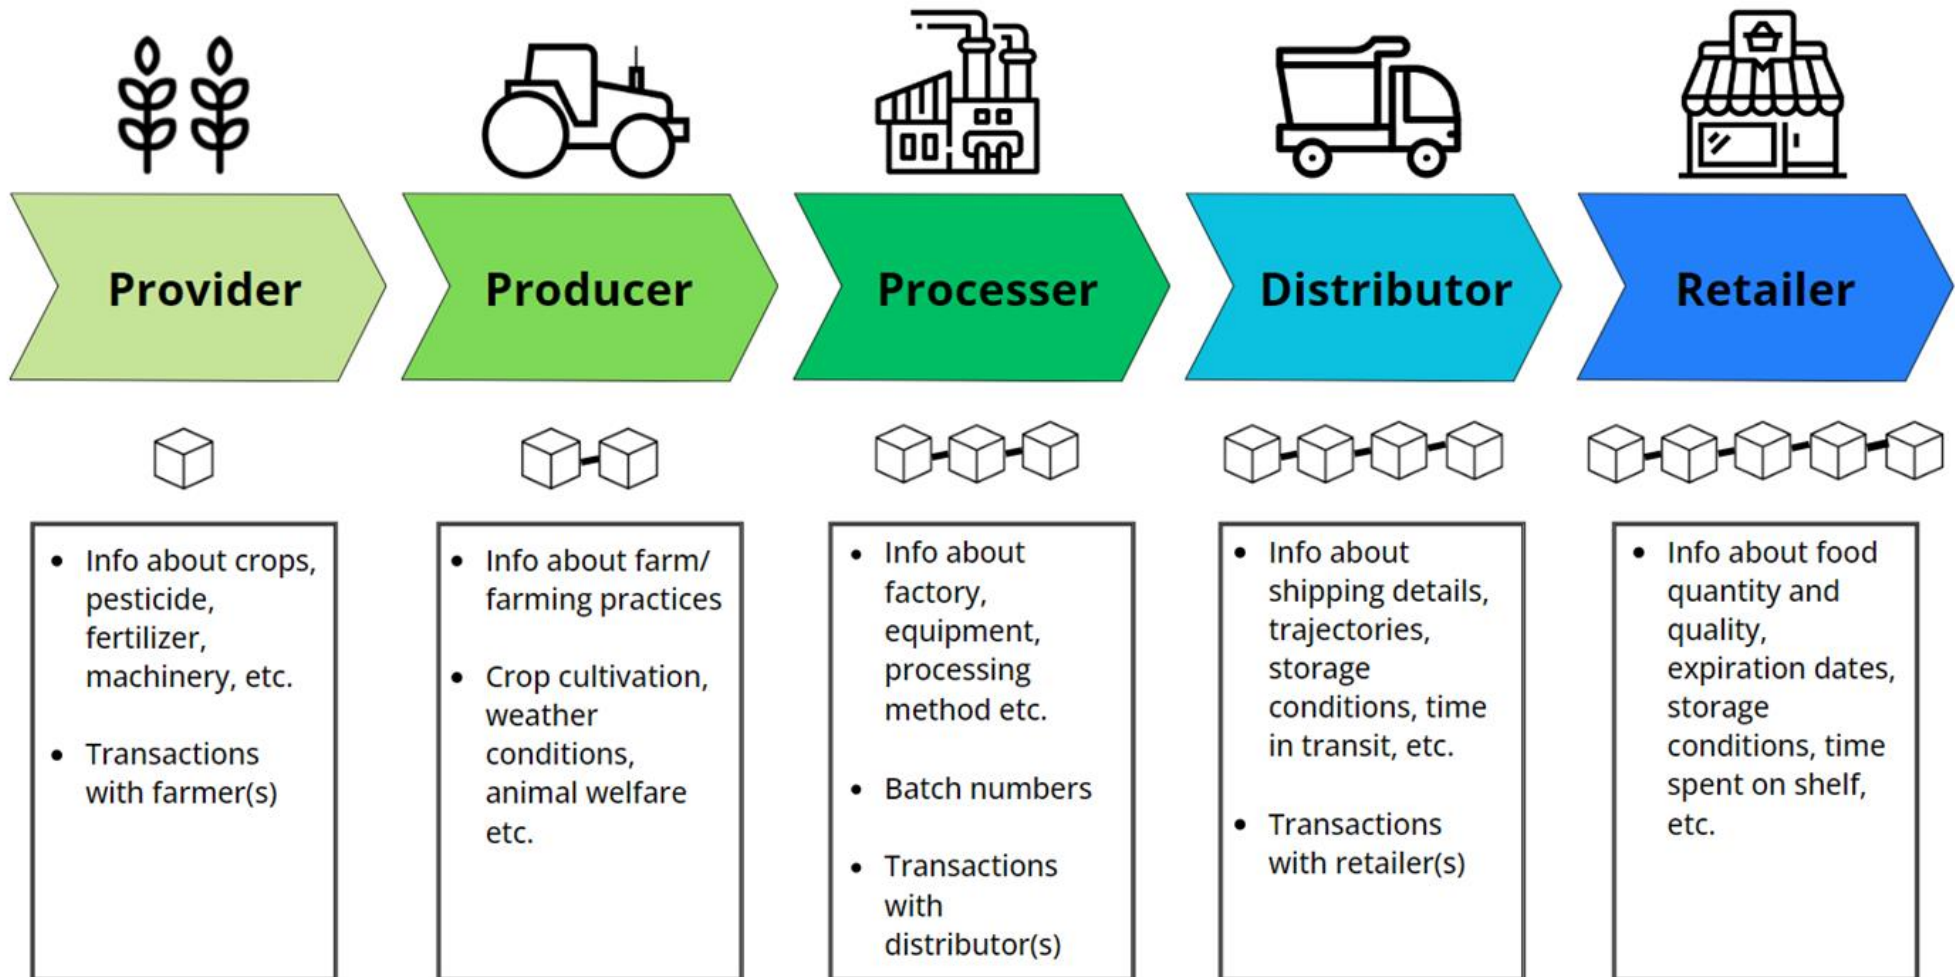 Provider
Producer
Processer
Distributor
Retailer
• Info about crops,
pesticide,
fertilizer,
machinery, etc.
• Transactions
with farmer(s)
• Info about farm/
farming practices
• Crop cultivation,
weather
conditions,
animal welfare
etc.
• Info about
factory,
equipment,
processing
method etc.
• Batch numbers
• Transactions
with
distributor(s)
• Info about
shipping details,
trajectories,
storage
conditions, time
in transit, etc.
• Transactions
with retailer(s)
• Info about food
quantity and
quality,
expiration dates,
storage
conditions, time
spent on shelf,
etc.